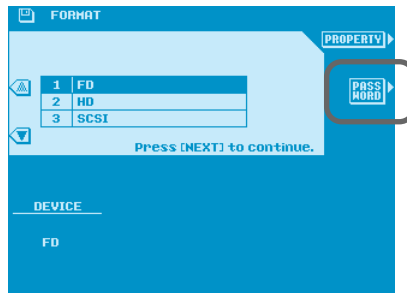 FORMAT
PROPERTY
1 FD
PASS
WORD
2 HD
3 SCSI
Press [NEXT] to continue.
DEVICE
FD